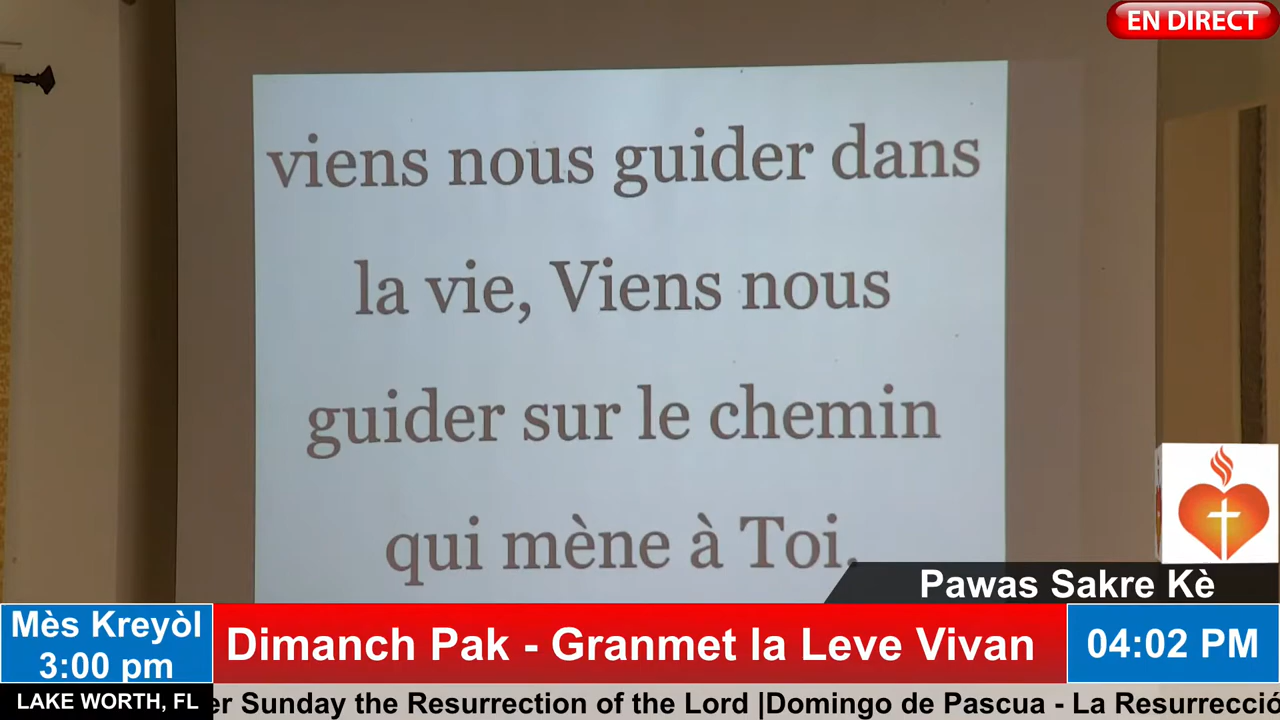 EN DIRECT
viens nous guider dans
la vie, Viens nous
guider sur le chemin
qui mène à Toi.
Pawas Sakre Kè
Mès Kreyòl
3:00 pm
Dimanch Pak - Granmet la Leve Vivan
04:02 PM
LAKE WORTH, FL
er Sunday the Resurrection of the Lord |Domingo de Pascua - La Resurrecció